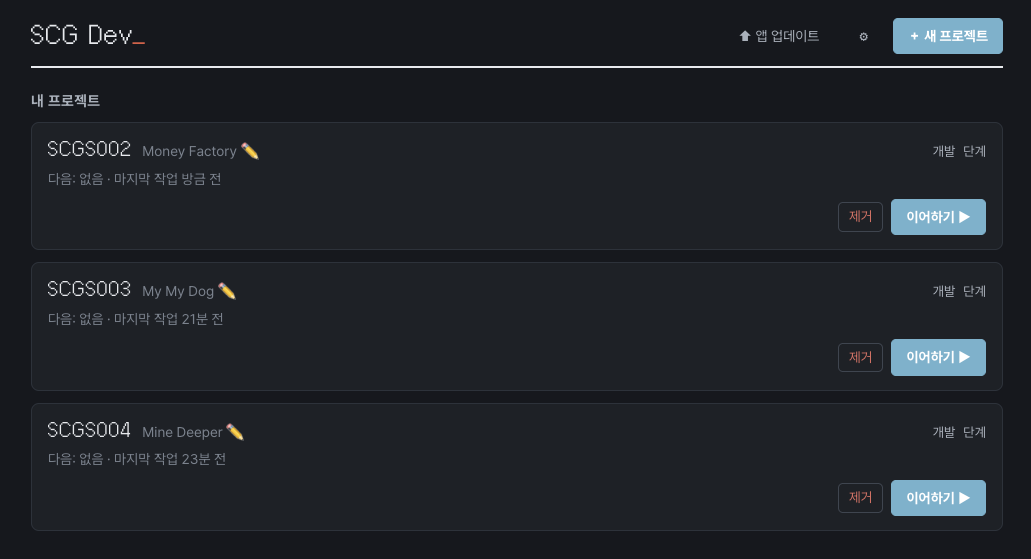 SCG Dev_
⬆ 앱 업데이트
⚙
+ 새 프로젝트
내 프로젝트
SCGS002 Money Factory ✏️
개발 단계
다음: 없음 · 마지막 작업 방금 전
제거
이어하기 ▶
SCGS003 My My Dog ✏️
개발 단계
다음: 없음 · 마지막 작업 21분 전
제거
이어하기 ▶
SCGS004 Mine Deeper ✏️
개발 단계
다음: 없음 · 마지막 작업 23분 전
제거
이어하기 ▶